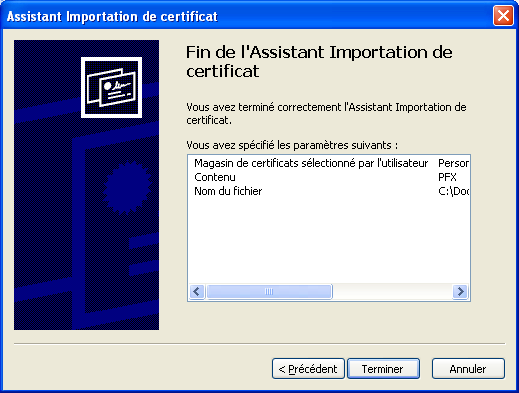 Assistant Importation de certificat
Fin de l'Assistant Importation de
certificat
Vous avez terminé correctement l'Assistant Importation de
certificat.
Vous avez spécifié les paramètres suivants :
Magasin de certificats sélectionné par l'utilisateur Person
Contenu PFX
Nom du fichier C:\Doc
< Précédent Terminer Annuler